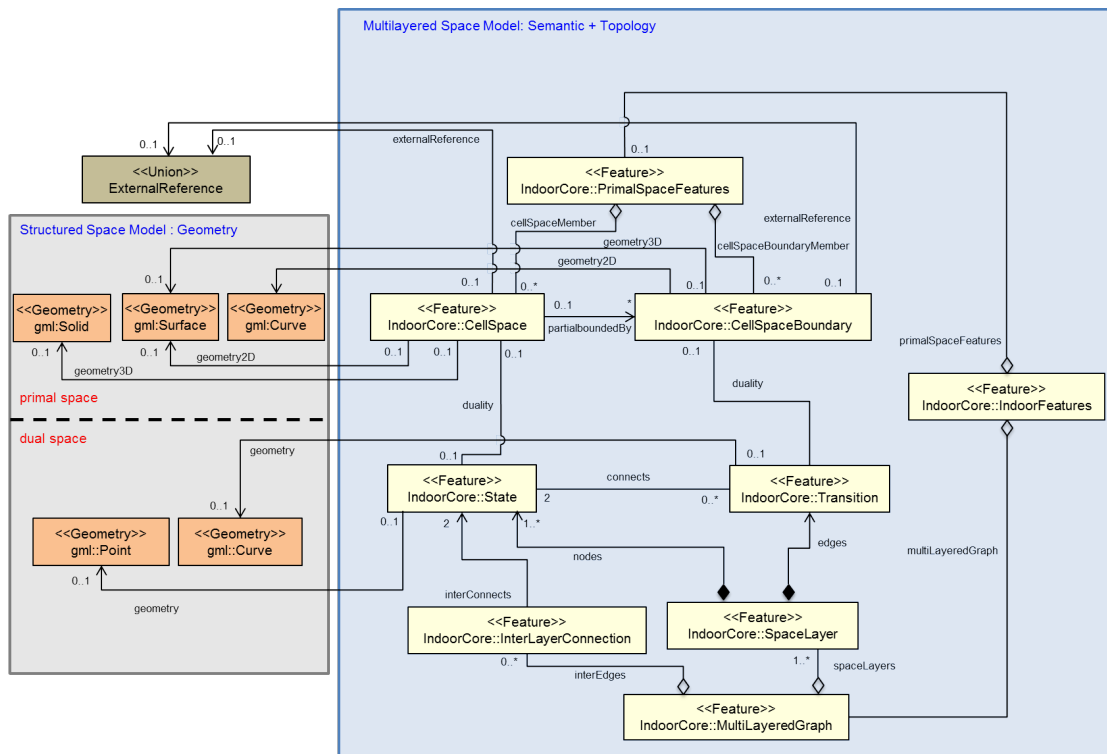 Multilayered Space Model: Semantic + Topology
externalReference
0..1
0..1
0..1
<<Union>>
ExternalReference
<<Feature>>
IndoorCore::PrimalSpaceFeatures
cellSpaceMember
externalReference
cellSpaceBoundaryMember
Structured Space Model : Geometry
geometry3D
geometry2D
0..1
0..1
0..1
0..*
0..1
0..*
0..1
<<Geometry>>
gml:Solid
<<Geometry>>
gml:Surface
<<Geometry>>
gml:Curve
<<Feature>>
IndoorCore::CellSpace
0..1
*
partialboundedBy
<<Feature>>
IndoorCore::CellSpaceBoundary
0..1
0..1
geometry2D
geometry3D
0..1
0..1
0..1
0..1
primalSpaceFeatures
<<Feature>>
IndoorCore::IndoorFeatures
primal space
dual space
duality
duality
geometry
0..1
0..1
<<Feature>>
IndoorCore::State
connects
2
0..*
<<Feature>>
IndoorCore::Transition
0..1
0..1
2
1..*
<<Geometry>>
gml::Point
<<Geometry>>
gml::Curve
nodes
edges
multiLayeredGraph
0..1
geometry
interConnects
<<Feature>>
IndoorCore::InterLayerConnection
<<Feature>>
IndoorCore::SpaceLayer
0..*
interEdges
1..*
spaceLayers
<<Feature>>
IndoorCore::MultiLayeredGraph